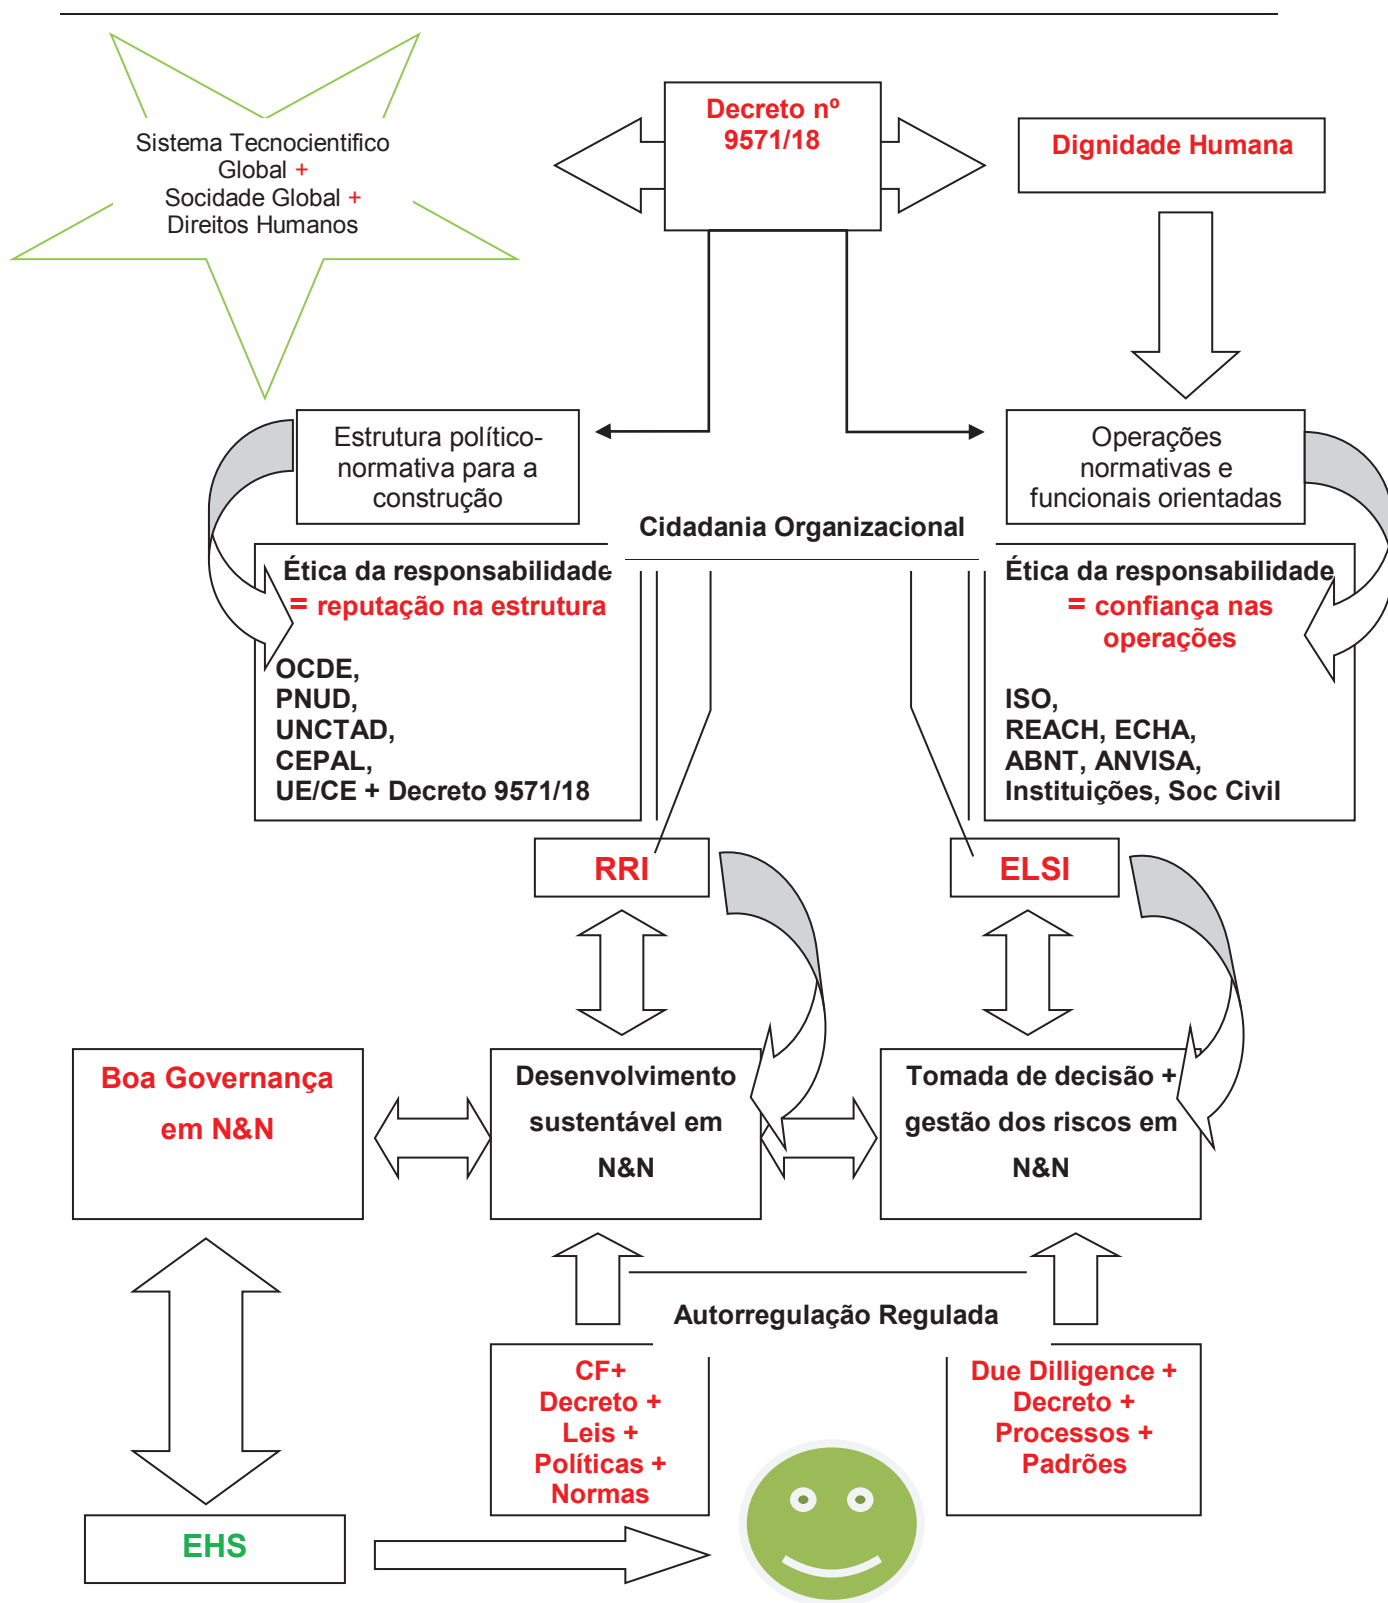 Sistema Tecnocientifico
Global +
Socidade Global +
Direitos Humanos
Decreto nº
9571/18
Dignidade Humana
Estrutura político-
normativa para a
construção
Operações
normativas e
funcionais orientadas
Cidadania Organizacional
Ética da responsabilidade
= reputação na estrutura
OCDE,
PNUD,
UNCTAD,
CEPAL,
UE/CE + Decreto 9571/18
Ética da responsabilidade
= confiança nas
operações
ISO,
REACH, ECHA,
ABNT, ANVISA,
Instituições, Soc Civil
RRI
ELSI
Boa Governança
em N&N
Desenvolvimento
sustentável em
N&N
Tomada de decisão +
gestão dos riscos em
N&N
Autorregulação Regulada
CF+
Decreto +
Leis +
Políticas +
Normas
Due Dilligence +
Decreto +
Processos +
Padrões
EHS